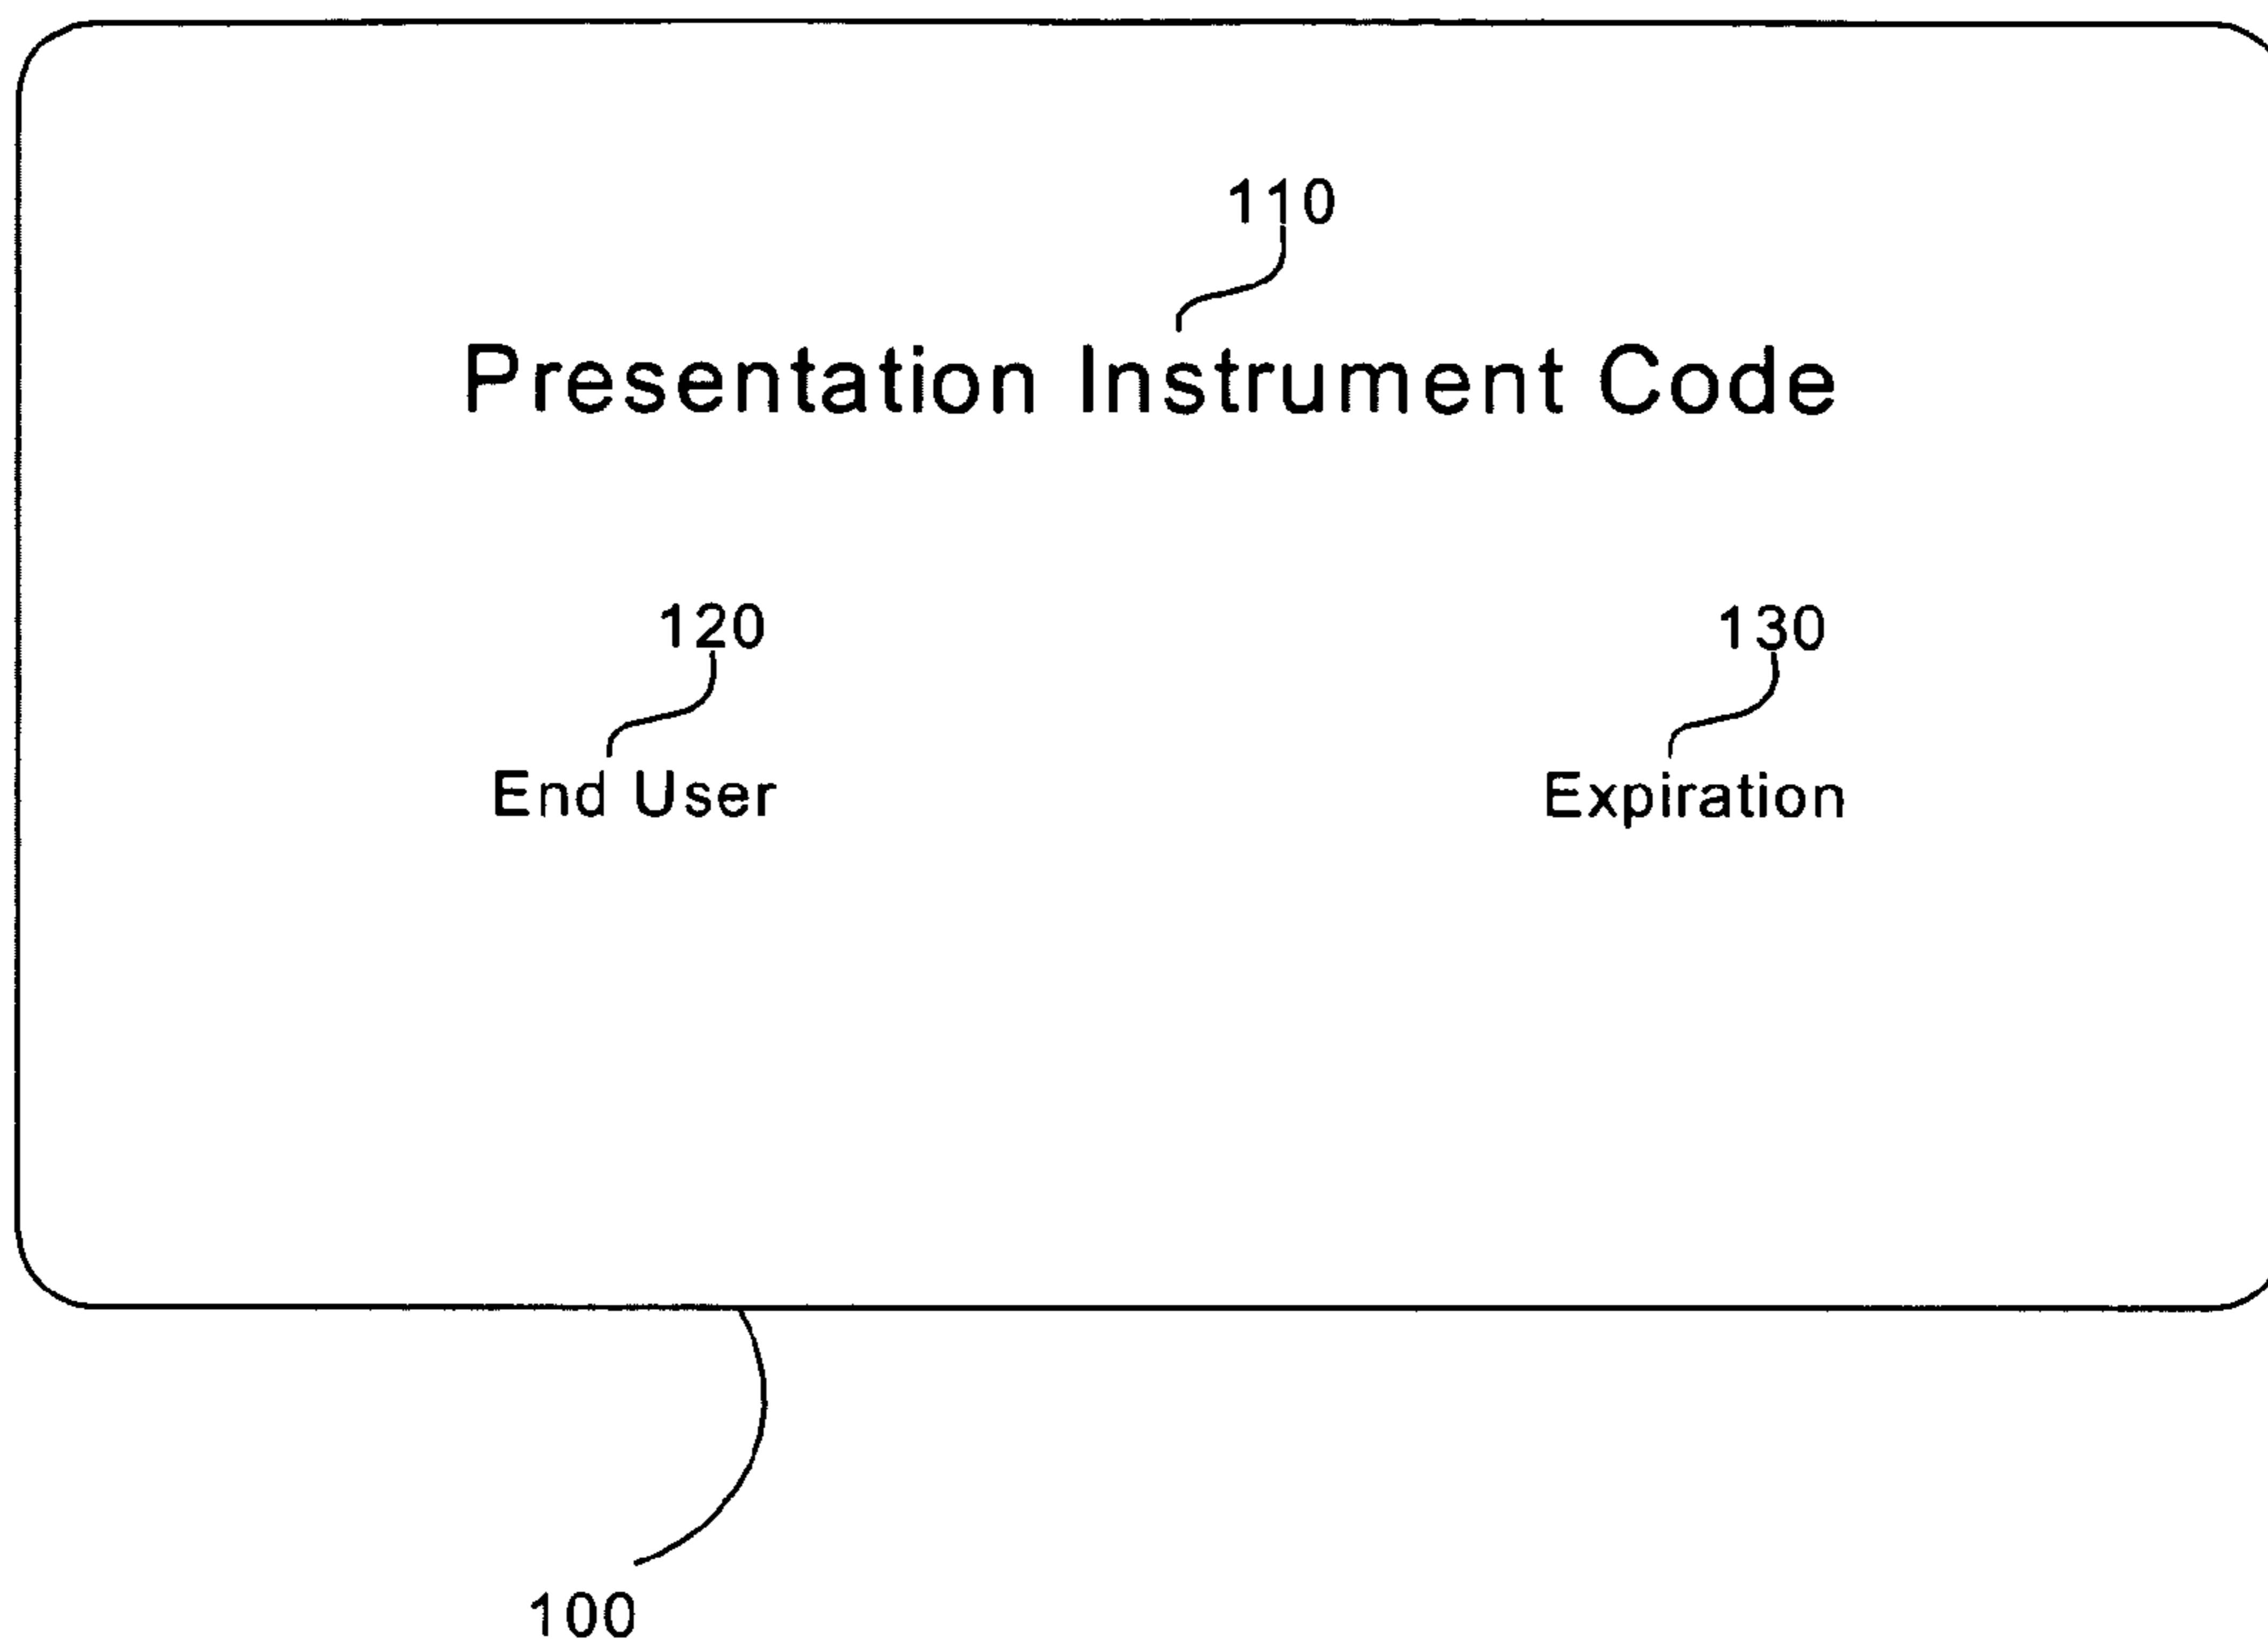 110
Presentation Instrument Code
120 130
End User Expiration
100